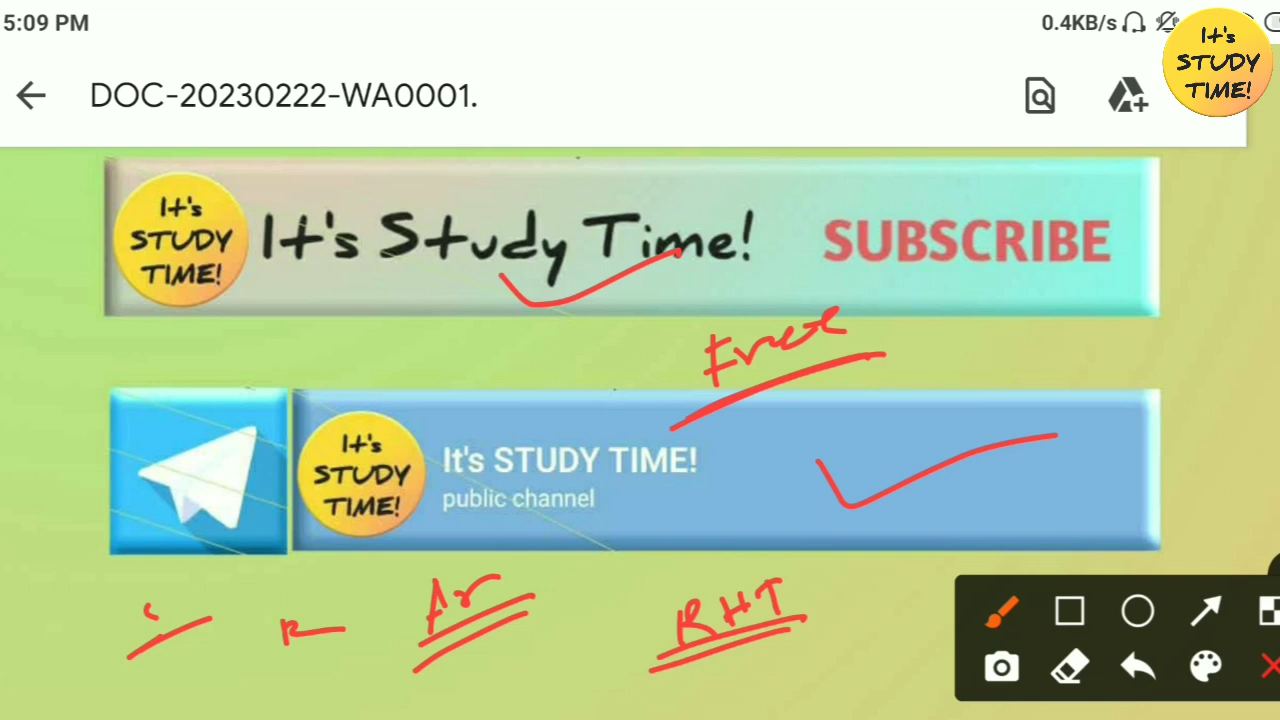 5:09 PM 0.4KB/s
It's
STUDY
TIME!
DOC-20230222-WA0001.
It's
STUDY
TIME!
It's Study Time! SUBSCRIBE
Free
It's
STUDY
TIME!
It's STUDY TIME!
public channel
Ar RHT